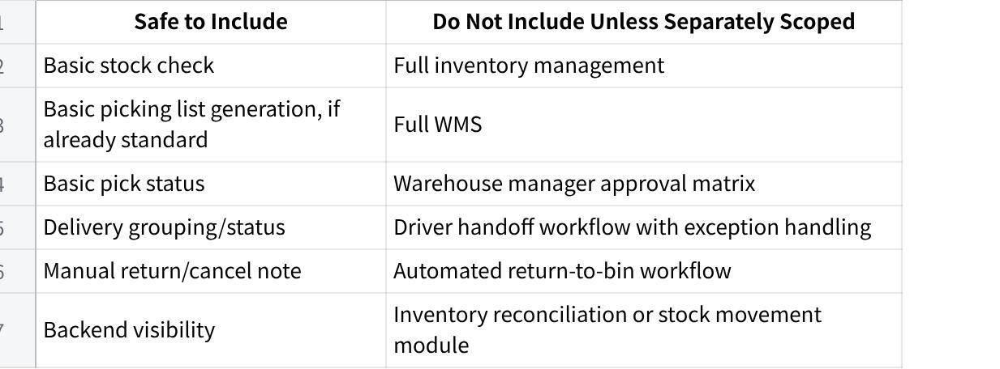 1 Safe to Include Do Not Include Unless Separately Scoped
2 Basic stock check Full inventory management
3 Basic picking list generation, if
already standard Full WMS
4 Basic pick status Warehouse manager approval matrix
5 Delivery grouping/status Driver handoff workflow with exception handling
6 Manual return/cancel note Automated return-to-bin workflow
7 Backend visibility Inventory reconciliation or stock movement
module